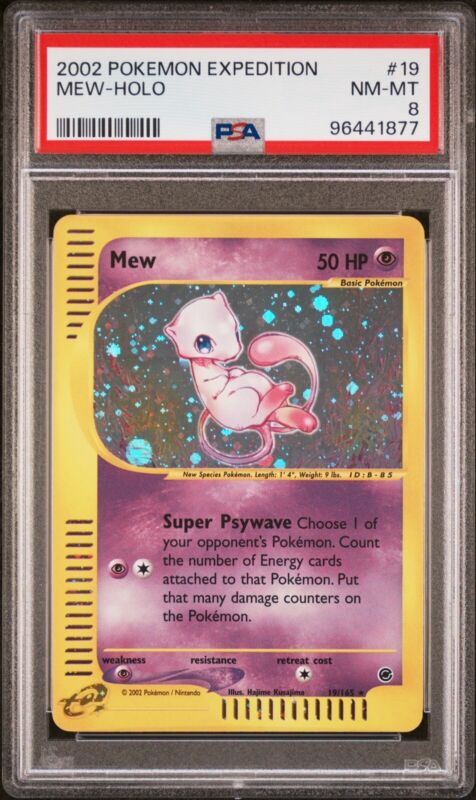 2002 POKEMON EXPEDITION #19
MEW-HOLO NM-MT
8
PSA 96441877
Mew 50 HP
Basic Pokémon
New Species Pokémon. Length: 1' 4", Weight: 9 lbs. ID: B-B5
Super Psywave Choose 1 of
your opponent's Pokémon. Count
the number of Energy cards
attached to that Pokémon. Put
that many damage counters on
the Pokémon.
weakness resistance retreat cost
© 2002 Pokémon / Nintendo Illus. Hajime Kusajima 19/165 ★
e
PSA